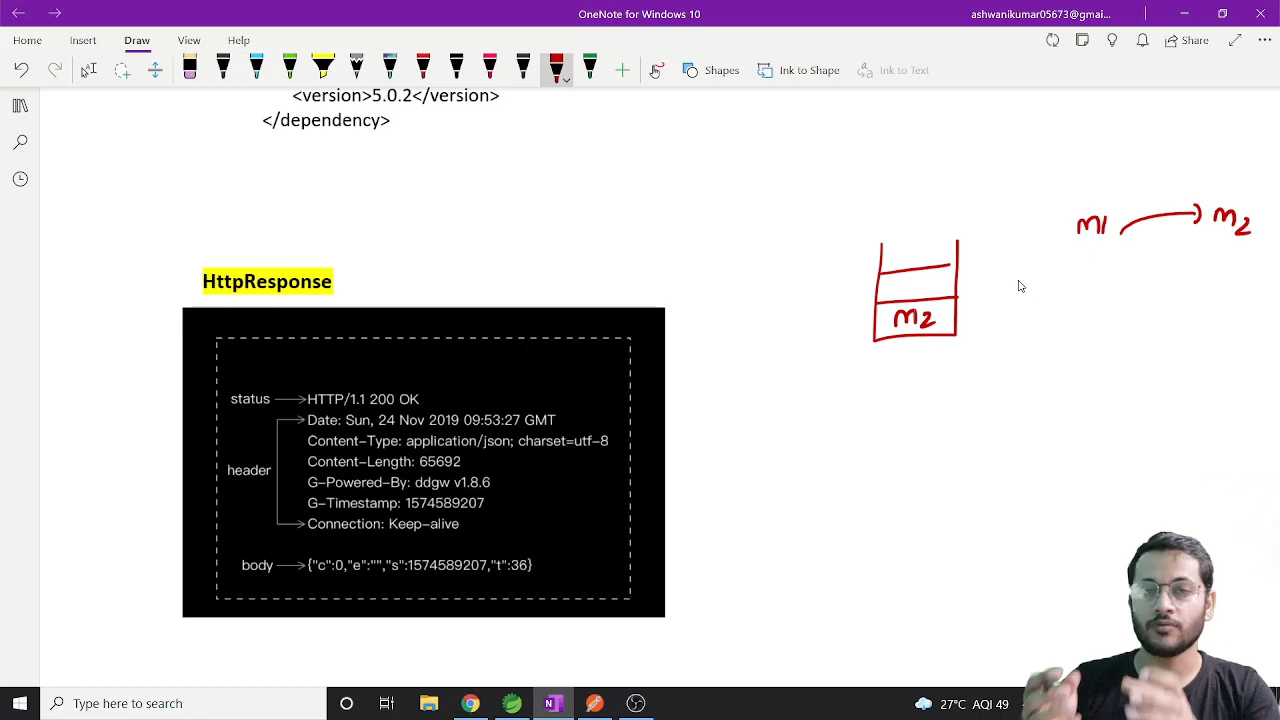 OneNote for Windows 10
ashwanikumar05673@gmai...
Home
Insert
Draw
View
Help
Share
Shapes
Ink to Shape
Ink to Text
<version>5.0.2</version>
</dependency>
m1
m2
HttpResponse
m2
status
HTTP/1.1 200 OK
header
Date: Sun, 24 Nov 2019 09:53:27 GMT
Content-Type: application/json; charset=utf-8
Content-Length: 65692
G-Powered-By: ddgw v1.8.6
G-Timestamp: 1574589207
Connection: Keep-alive
body
{"c":0,"e":"","s":1574589207,"t":36}
Type here to search
27°C AQI 49